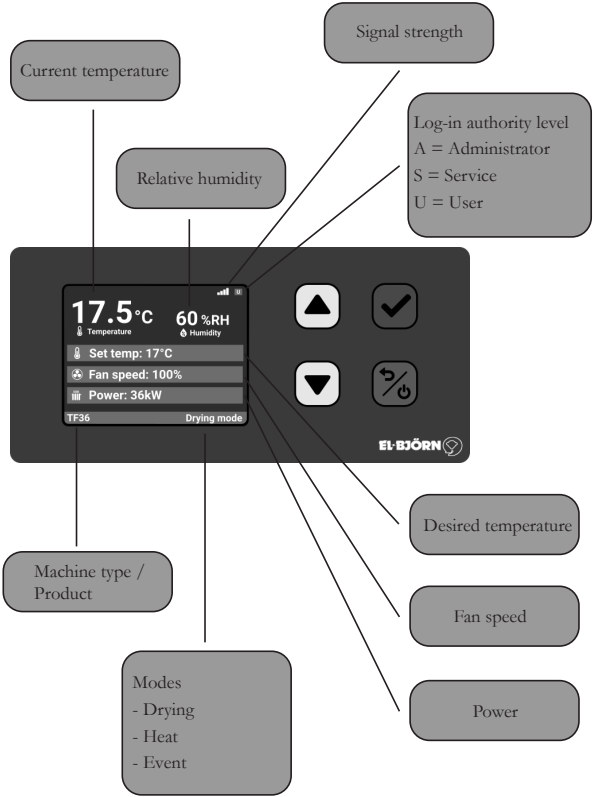 Signal strength
Current temperature
Log-in authority level
A = Administrator
S = Service
U = User
Relative humidity
U
17.5°C
Temperature
60 %RH
Humidity
Set temp: 17°C
Fan speed: 100%
Power: 36kW
TF36
Drying mode
EL·BJÖRN
Desired temperature
Machine type /
Product
Fan speed
Modes
- Drying
- Heat
- Event
Power